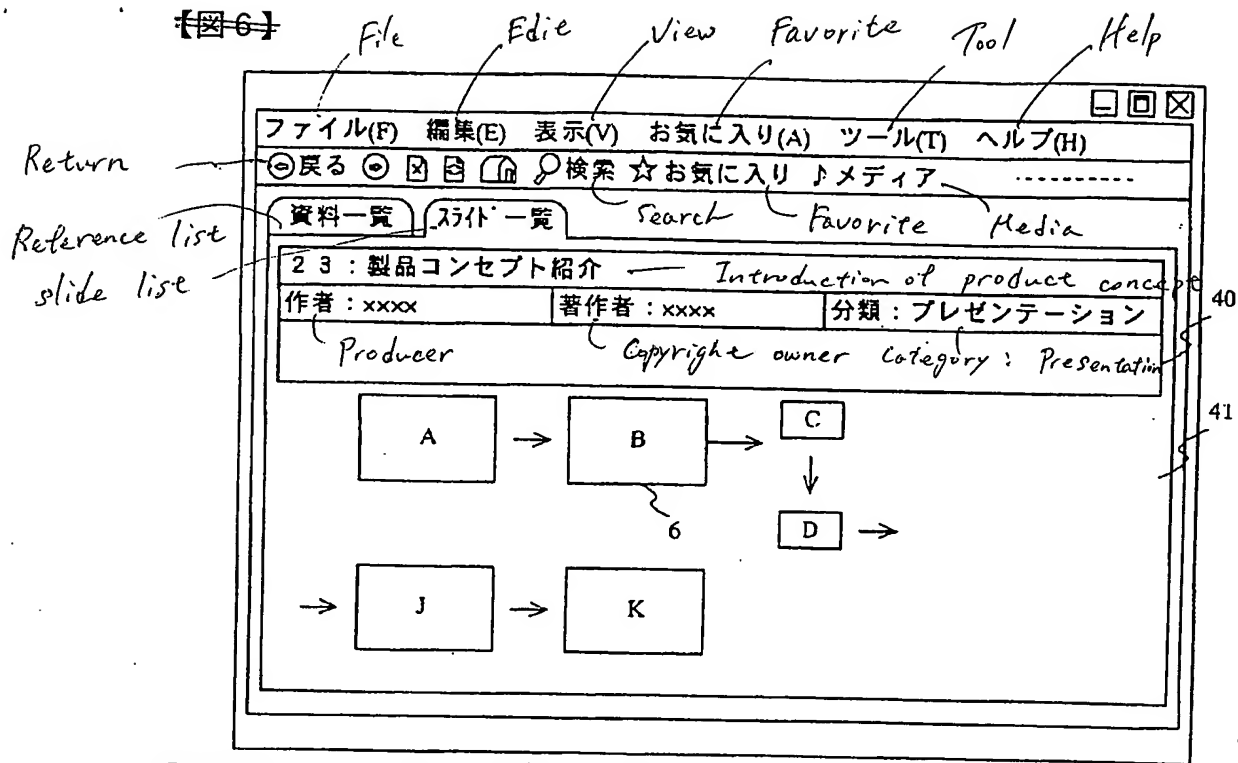 【図6】
File Edit View Favorite Tool Help
ファイル(F) 編集(E) 表示(V) お気に入り(A) ツール(T) ヘルプ(H)
Return
戻る 検索 ☆お気に入り ♪メディア
Search Favorite Media
Reference list
slide list
資料一覧 スライド一覧
23:製品コンセプト紹介 Introduction of product concept
40
作者:xxxx 著作者:xxxx 分類:プレゼンテーション
Producer Copyright owner Category: Presentation
41
A B C
6
D
J K